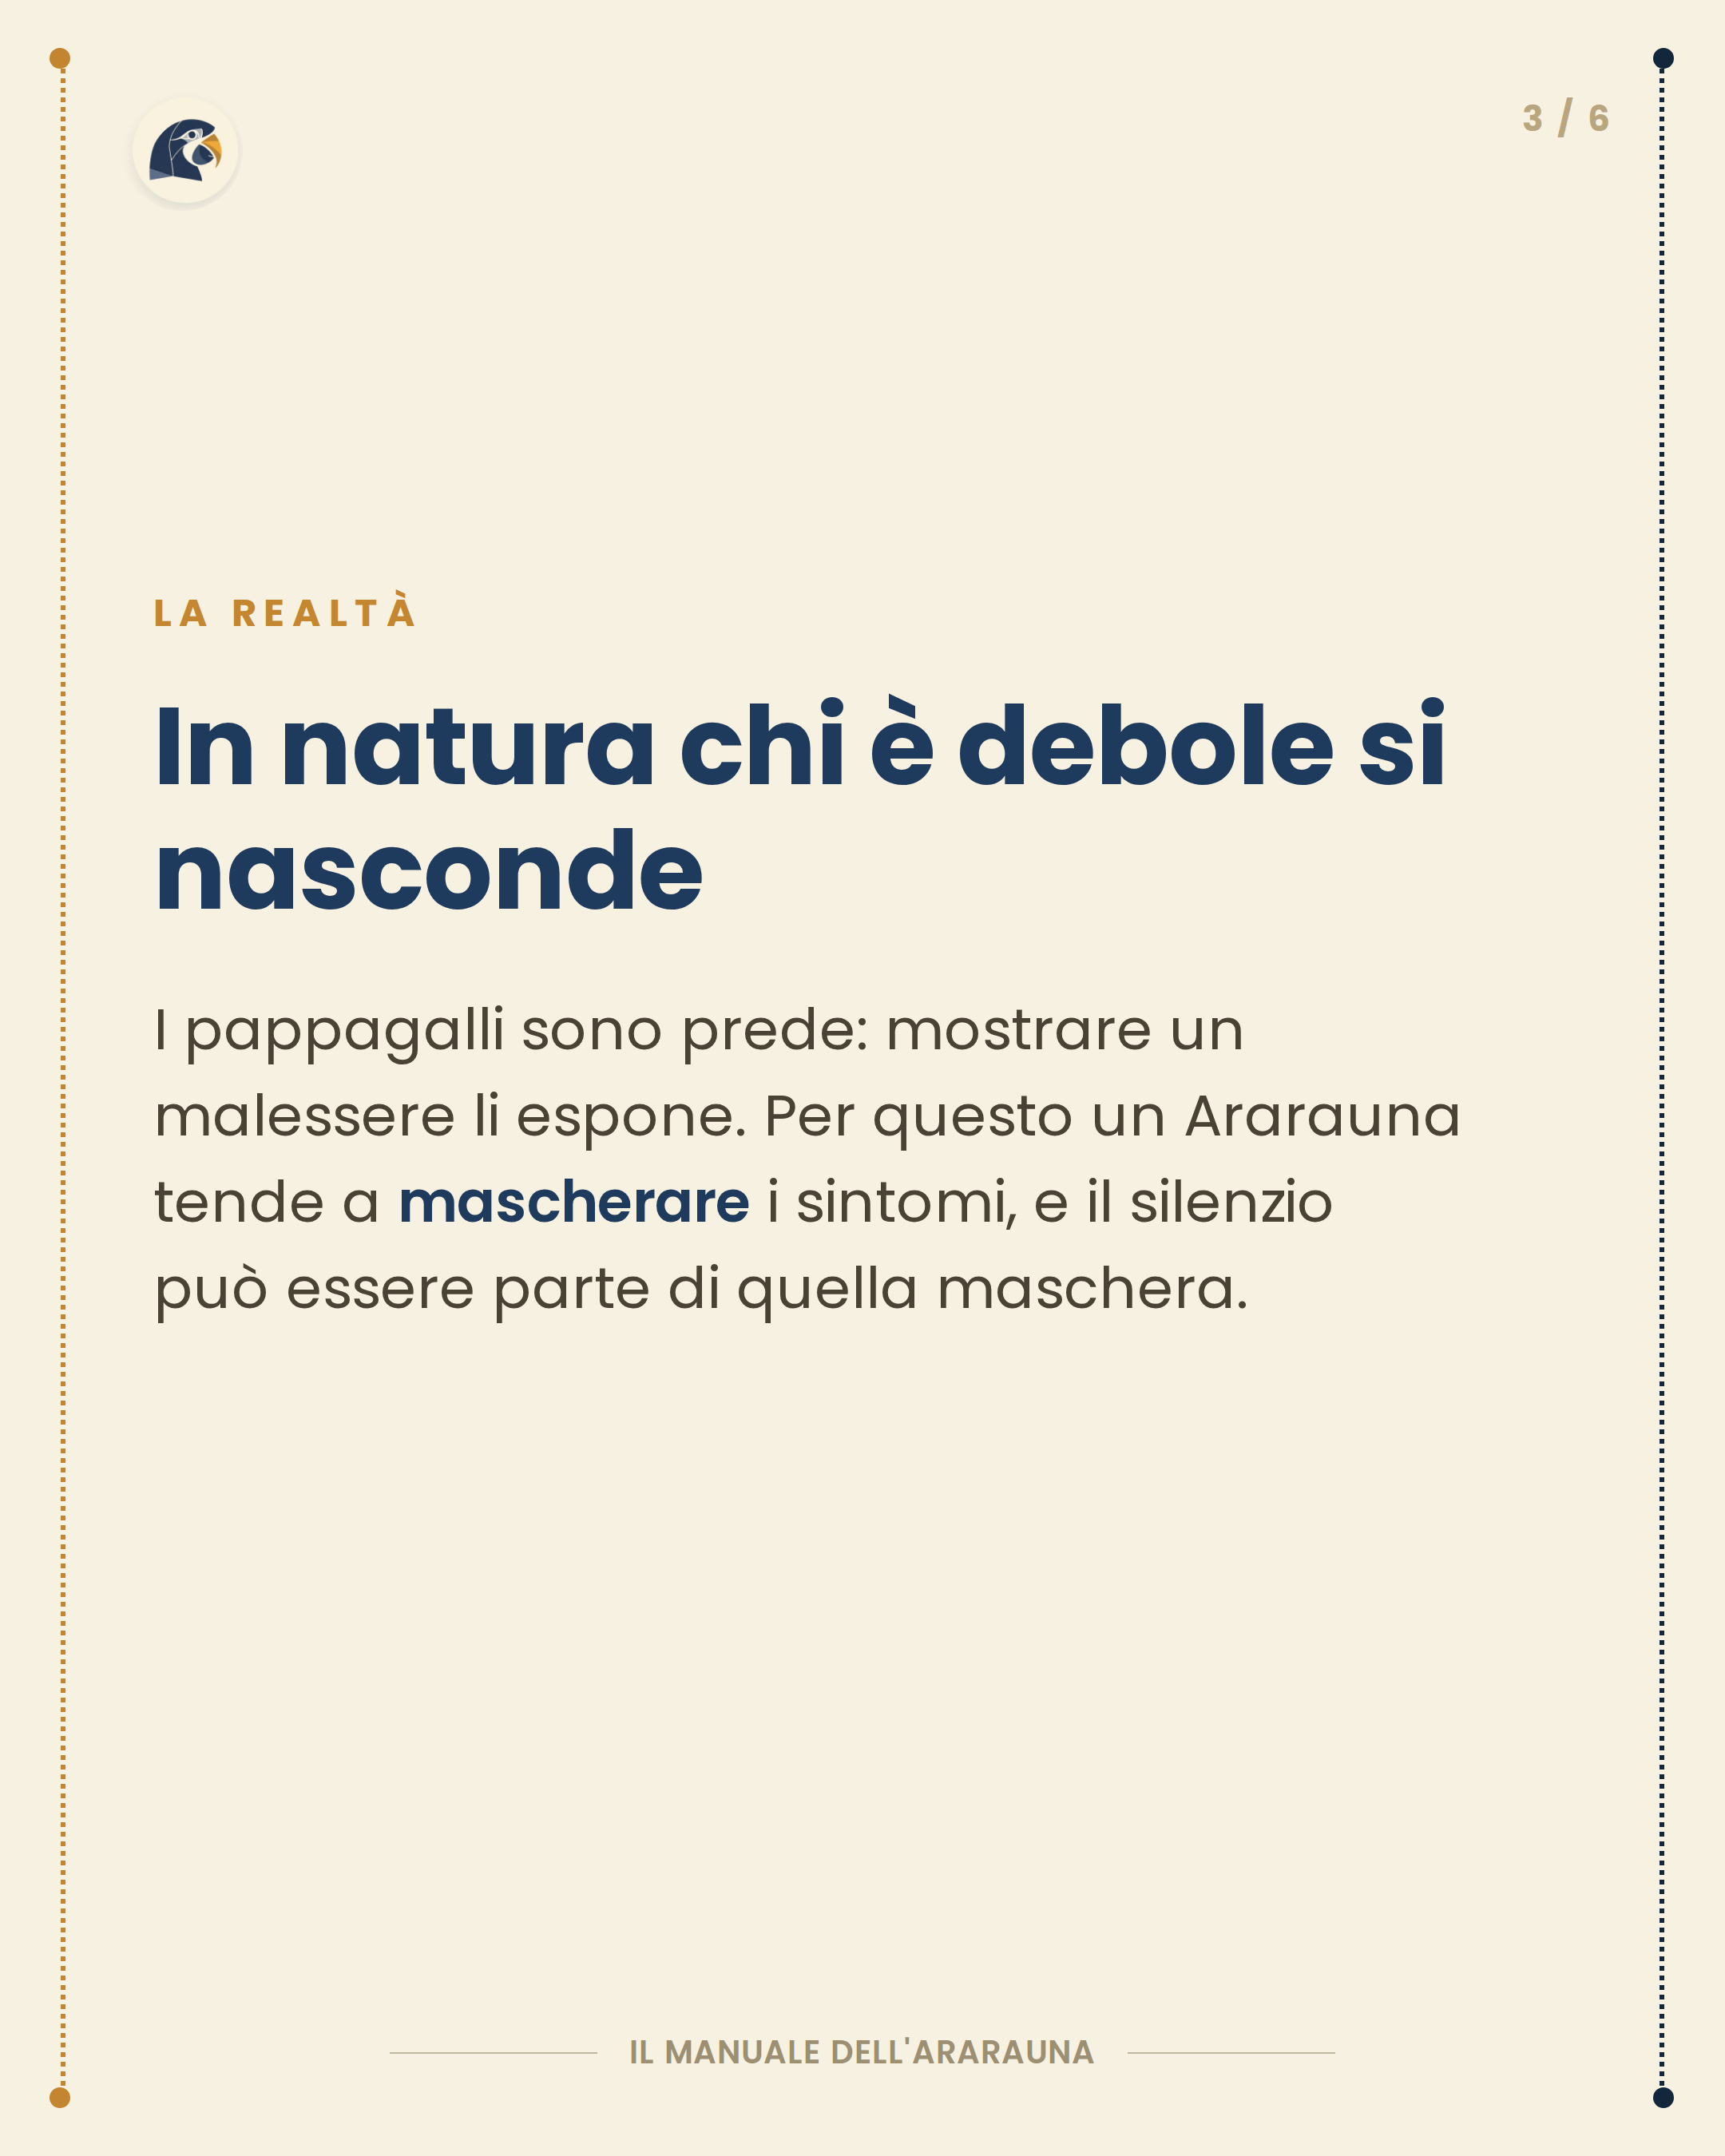 3 / 6
LA REALTÀ
In natura chi è debole si
nasconde
I pappagalli sono prede: mostrare un
malessere li espone. Per questo un Ararauna
tende a mascherare i sintomi, e il silenzio
può essere parte di quella maschera.
IL MANUALE DELL'ARARAUNA